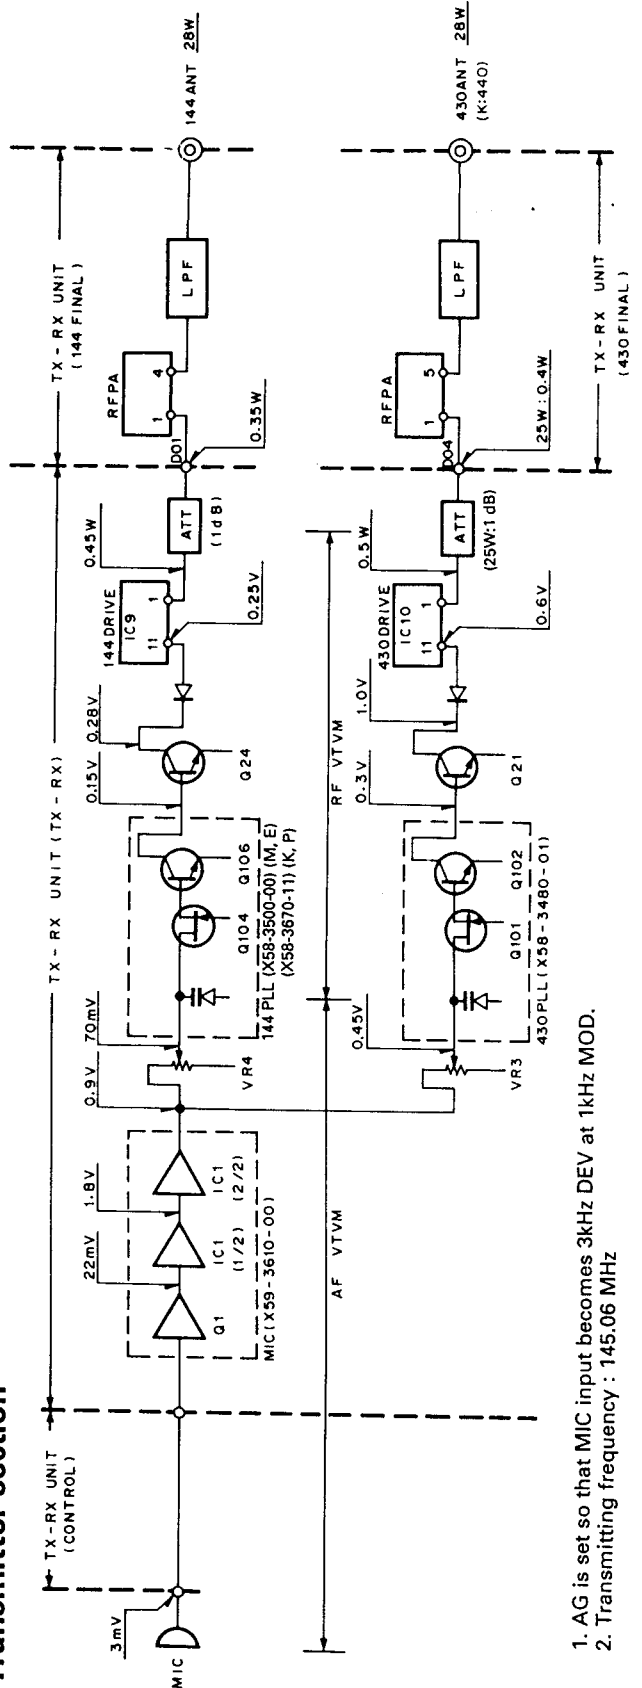 Transmitter Section
TX-RX UNIT
(CONTROL)
TX-RX UNIT (TX-RX)
TX-RX UNIT
(144 FINAL)
3mV
MIC
22mV
1.8V
0.9V
70mV
0.15V
0.28V
0.45W
Q1
IC1
(1/2)
IC1
(2/2)
MIC(X59-3610-00)
VR4
Q104
Q106
144 PLL (X58-3500-00) (M, E)
(X58-3670-11) (K, P)
Q24
144DRIVE
IC9
11
1
0.25V
ATT
(1dB)
D01
0.35W
RFPA
1
4
LPF
144 ANT 28W
AF VTVM
RF VTVM
0.45V
0.3V
1.0V
0.5W
VR3
Q101
Q102
430PLL(X58-3480-01)
Q21
430DRIVE
IC10
11
1
0.6V
ATT
(25W:1dB)
D04
25W:0.4W
RFPA
1
5
LPF
430ANT 28W
(K:440)
TX-RX UNIT
(430FINAL)
1. AG is set so that MIC input becomes 3kHz DEV at 1kHz MOD.
2. Transmitting frequency : 145.06 MHz